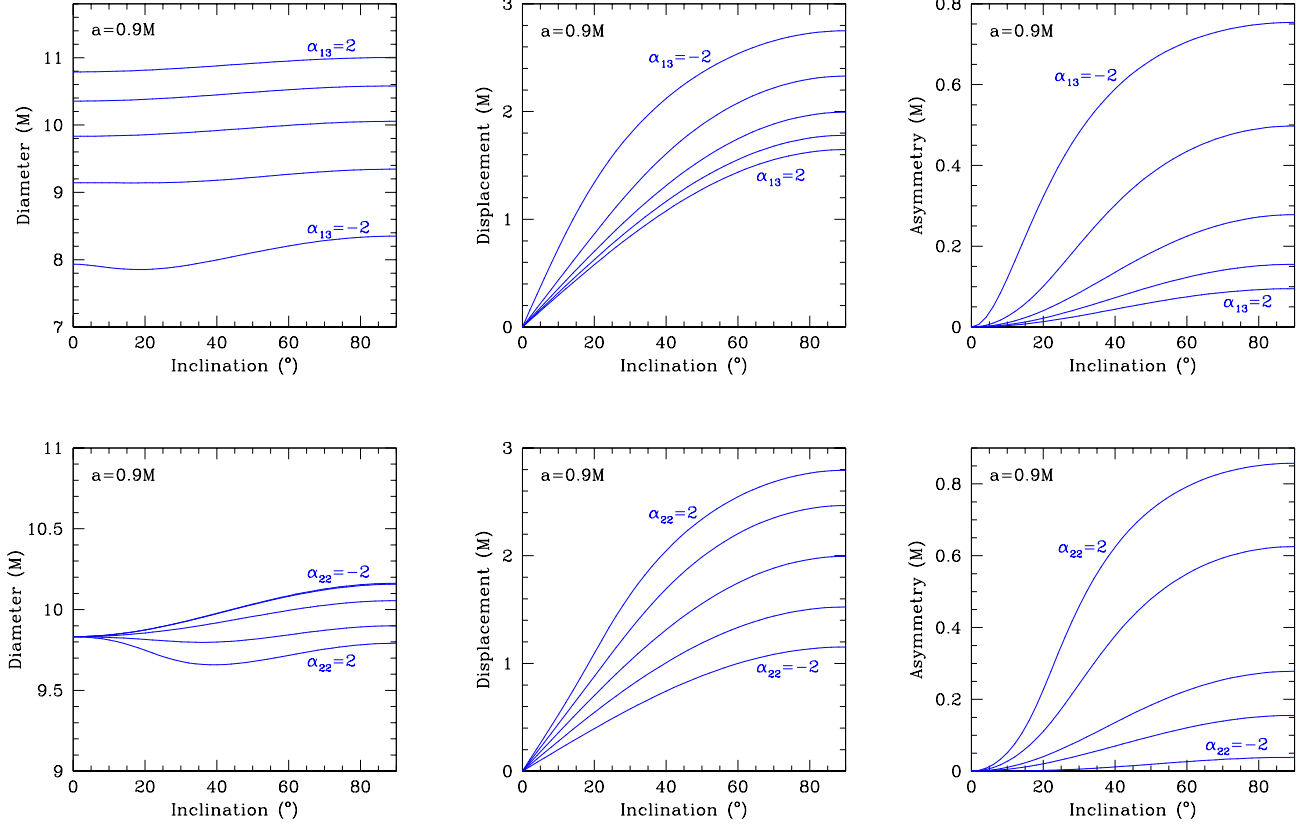 a=0.9M
α13=2
α13=−2
Diameter (M)
7
8
9
10
11
0
20
40
60
80
Inclination (°)
a=0.9M
α13=−2
α13=2
Displacement (M)
0
1
2
3
0
20
40
60
80
Inclination (°)
a=0.9M
α13=−2
α13=2
Asymmetry (M)
0
0.2
0.4
0.6
0.8
0
20
40
60
80
Inclination (°)
a=0.9M
α22=−2
α22=2
Diameter (M)
9
9.5
10
10.5
11
0
20
40
60
80
Inclination (°)
a=0.9M
α22=2
α22=−2
Displacement (M)
0
1
2
3
0
20
40
60
80
Inclination (°)
a=0.9M
α22=2
α22=−2
Asymmetry (M)
0
0.2
0.4
0.6
0.8
0
20
40
60
80
Inclination (°)